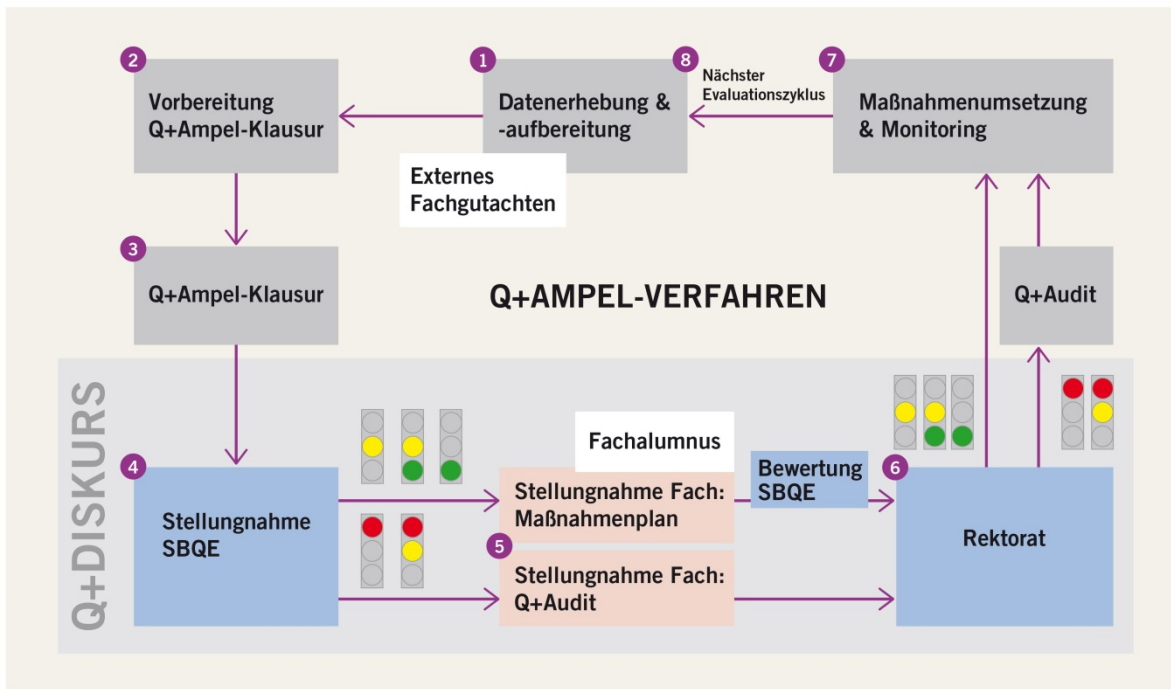 1
Datenerhebung &
-aufbereitung
Externes
Fachgutachten
2
Vorbereitung
Q+Ampel-Klausur
3
Q+Ampel-Klausur
Q+AMPEL-VERFAHREN
Q+DISKURS
4
Stellungnahme
SBQE
Fachalumnus
Stellungnahme Fach:
Maßnahmenplan
5
Stellungnahme Fach:
Q+Audit
Bewertung
SBQE
6
Rektorat
Q+Audit
7
Maßnahmenumsetzung
& Monitoring
8
Nächster
Evaluationszyklus